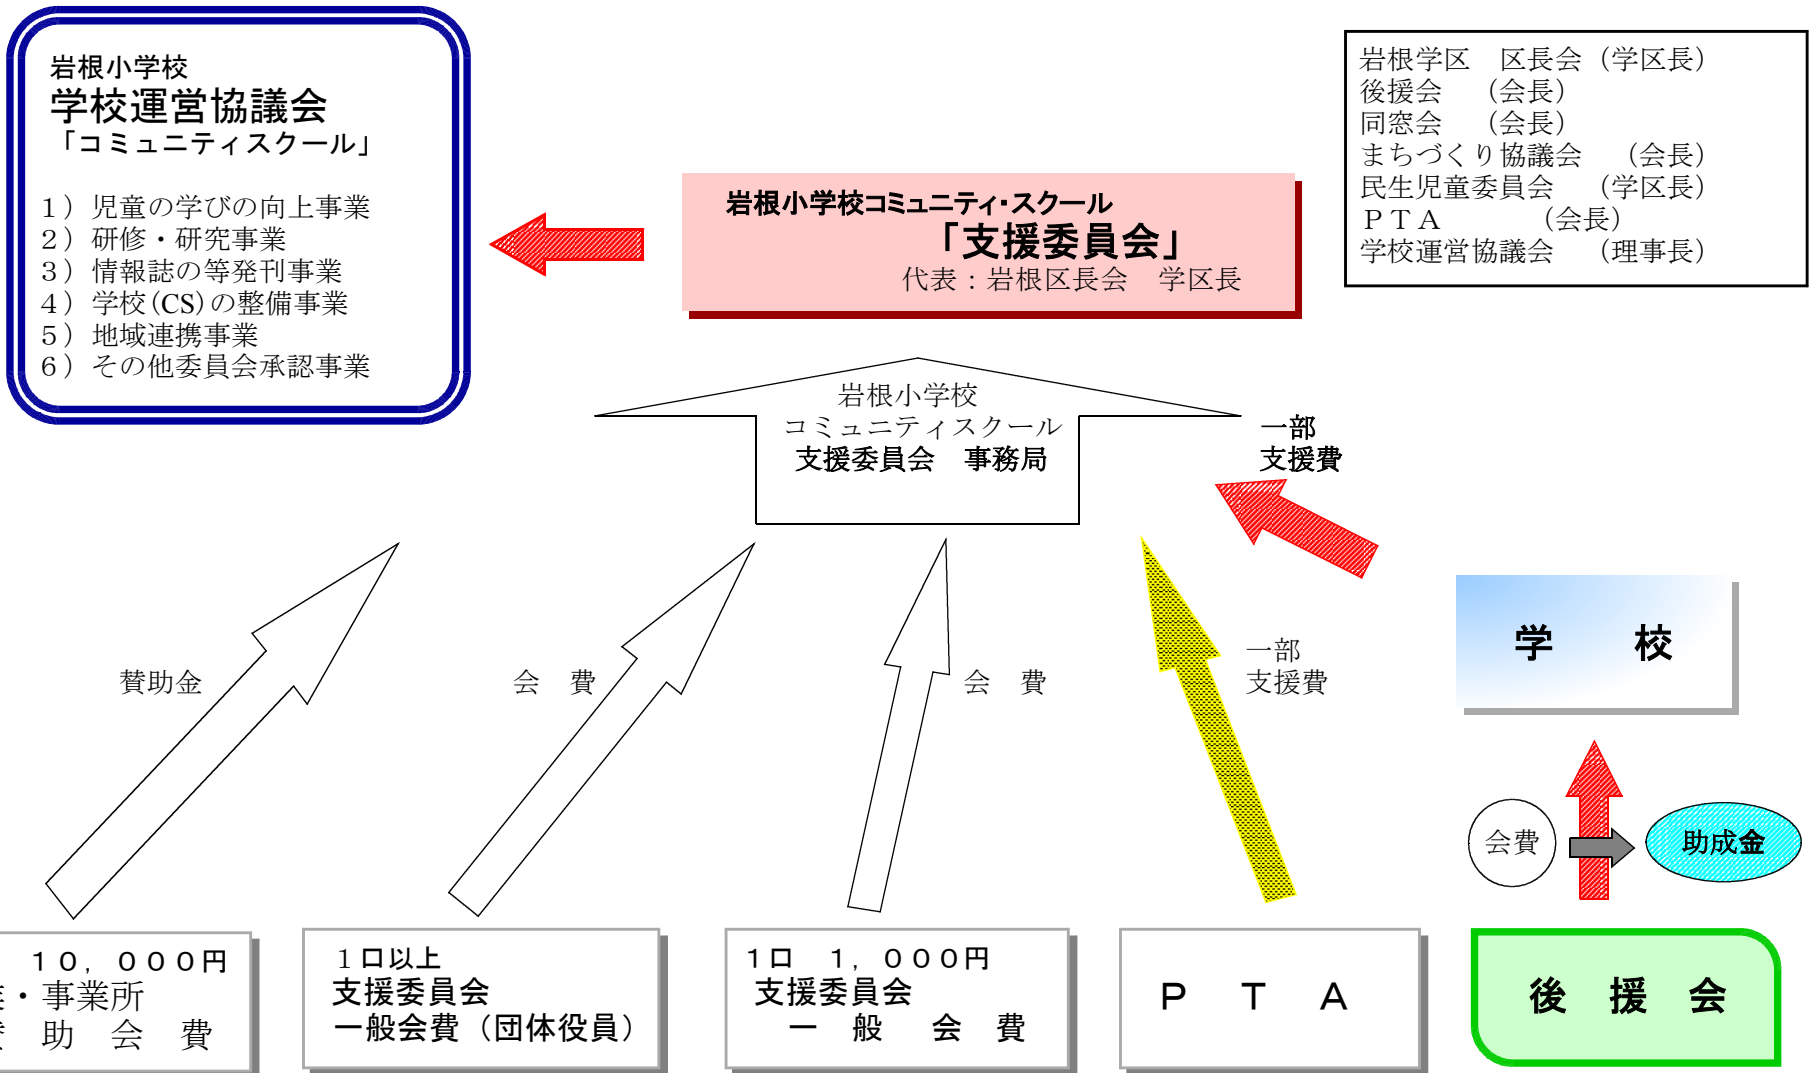 岩根小学校
学校運営協議会
「コミュニティスクール」
1）児童の学びの向上事業
2）研修・研究事業
3）情報誌の等発刊事業
4）学校(CS)の整備事業
5）地域連携事業
6）その他委員会承認事業
岩根小学校コミュニティ・スクール
「支援委員会」
代表：岩根区長会　学区長
岩根学区　区長会（学区長）
後援会　（会長）
同窓会　（会長）
まちづくり協議会　（会長）
民生児童委員会　（学区長）
ＰＴＡ　　　（会長）
学校運営協議会　（理事長）
岩根小学校
コミュニティスクール
支援委員会　事務局
一部
支援費
賛助金
会　費
会　費
一部
支援費
学　校
会費
助成金
１０，０００円
・事業所
助　会　費
１口以上
支援委員会
一般会費（団体役員）
１口　１，０００円
支援委員会
一　般　会　費
Ｐ　Ｔ　Ａ
後　援　会